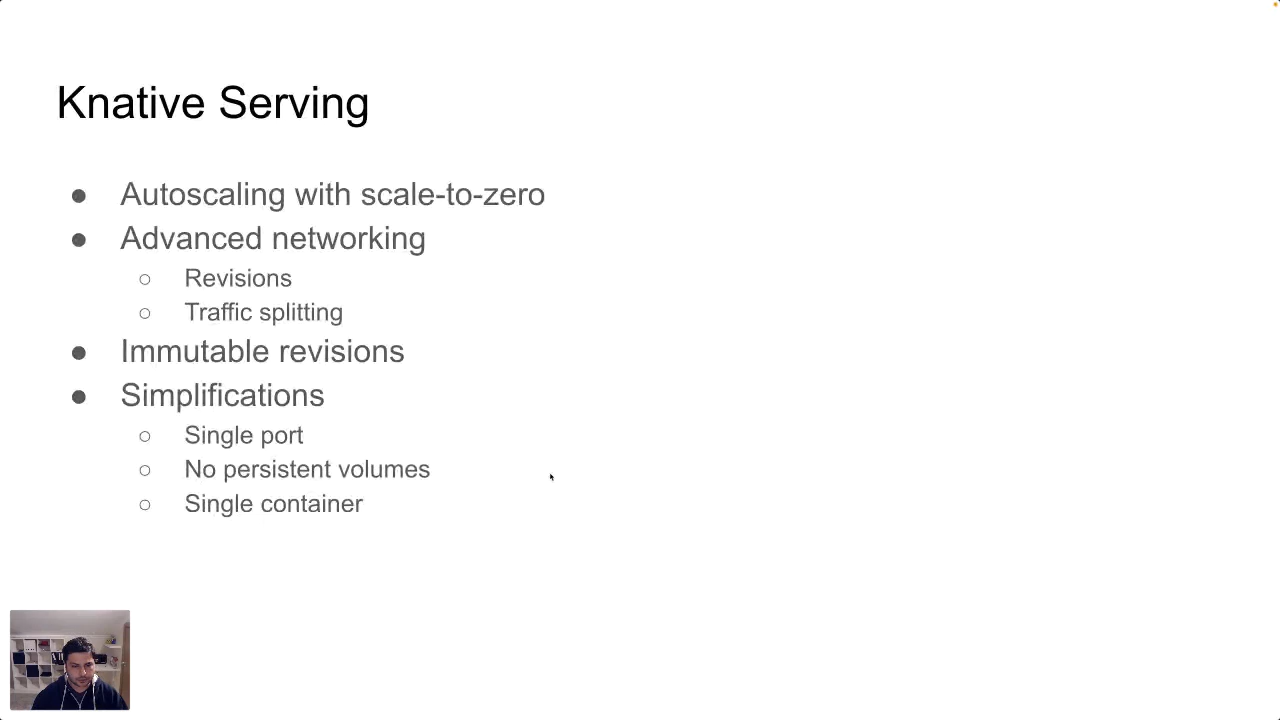 Knative Serving
● Autoscaling with scale-to-zero
● Advanced networking
○ Revisions
○ Traffic splitting
● Immutable revisions
● Simplifications
○ Single port
○ No persistent volumes
○ Single container